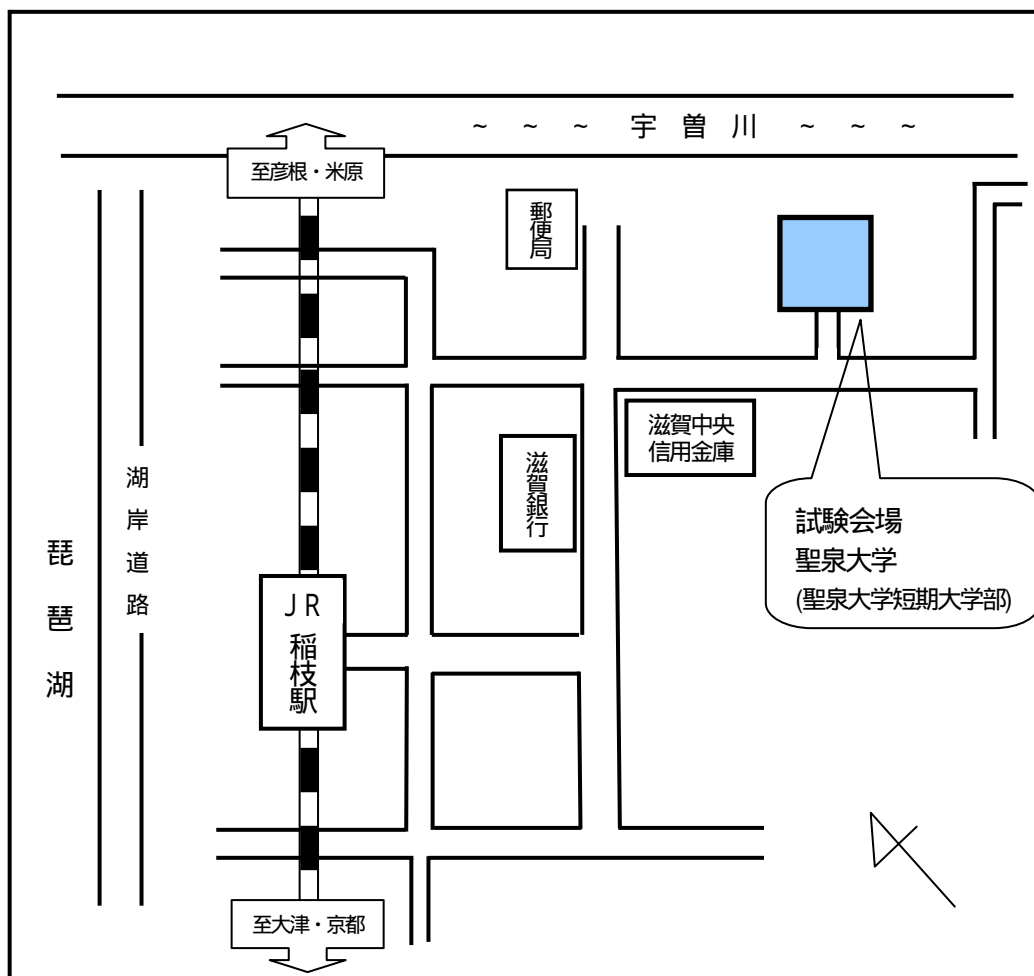 ～ ～ ～ 宇 曽 川 ～ ～ ～
至彦根・米原
郵便局
滋賀中央
信用金庫
滋賀銀行
湖岸道路
琵琶湖
試験会場
聖泉大学
(聖泉大学短期大学部)
ＪＲ
稲枝駅
至大津・京都